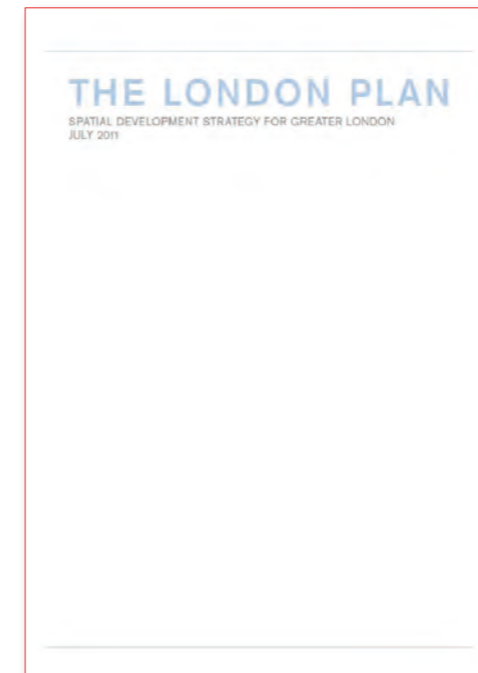 THE LONDON PLAN
SPATIAL DEVELOPMENT STRATEGY FOR GREATER LONDON
JULY 2011